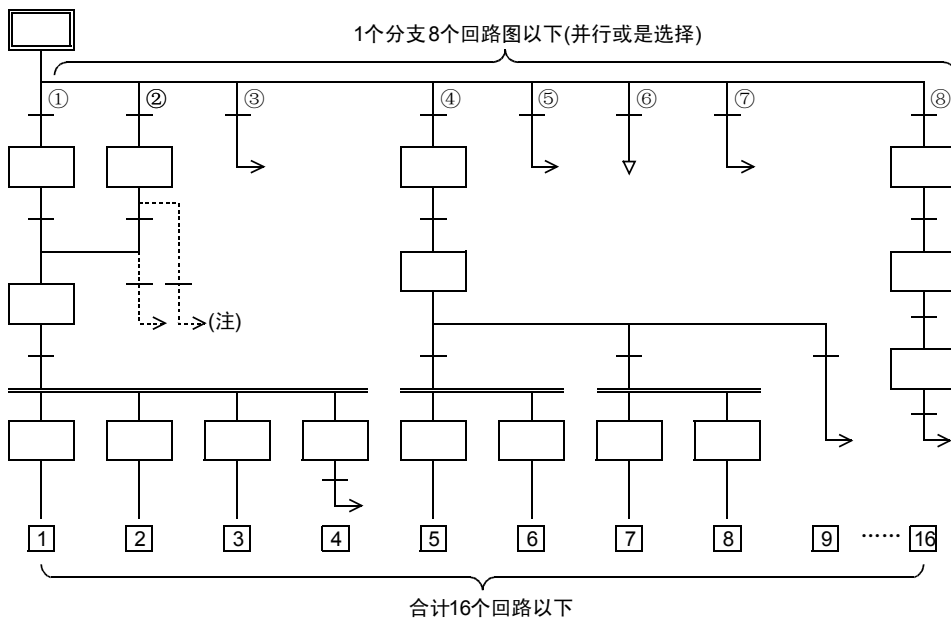 1个分支8个回路图以下(并行或是选择)
① ② ③ ④ ⑤ ⑥ ⑦ ⑧
(注)
1 2 3 4 5 6 7 8 9 …… 16
合计16个回路以下